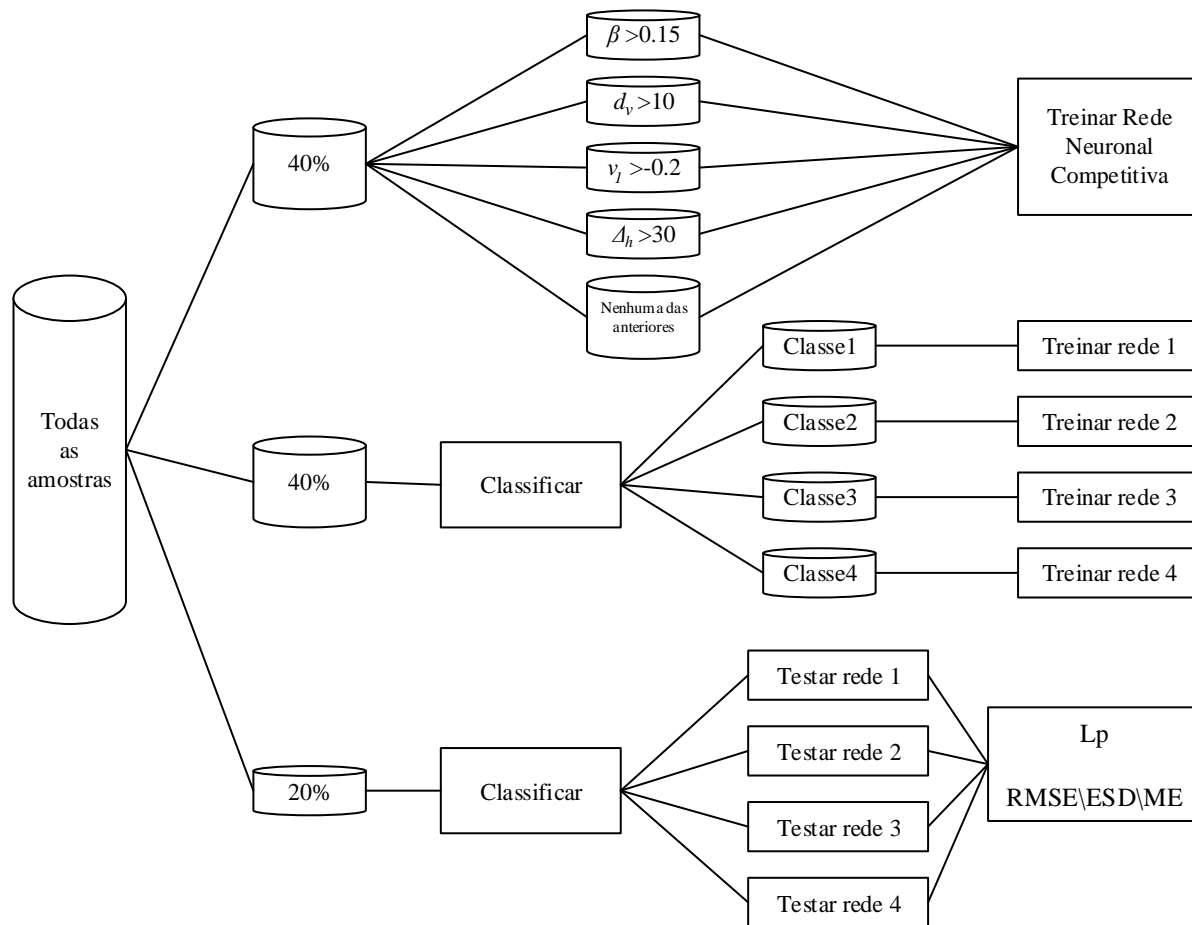 β >0.15
d_v >10
v_I >-0.2
Δ_h >30
Nenhuma das
anteriores
40%
Treinar Rede
Neuronal
Competitiva
Todas
as
amostras
40%
Classificar
Classe1
Classe2
Classe3
Classe4
Treinar rede 1
Treinar rede 2
Treinar rede 3
Treinar rede 4
20%
Classificar
Testar rede 1
Testar rede 2
Testar rede 3
Testar rede 4
Lp
RMSE\ESD\ME